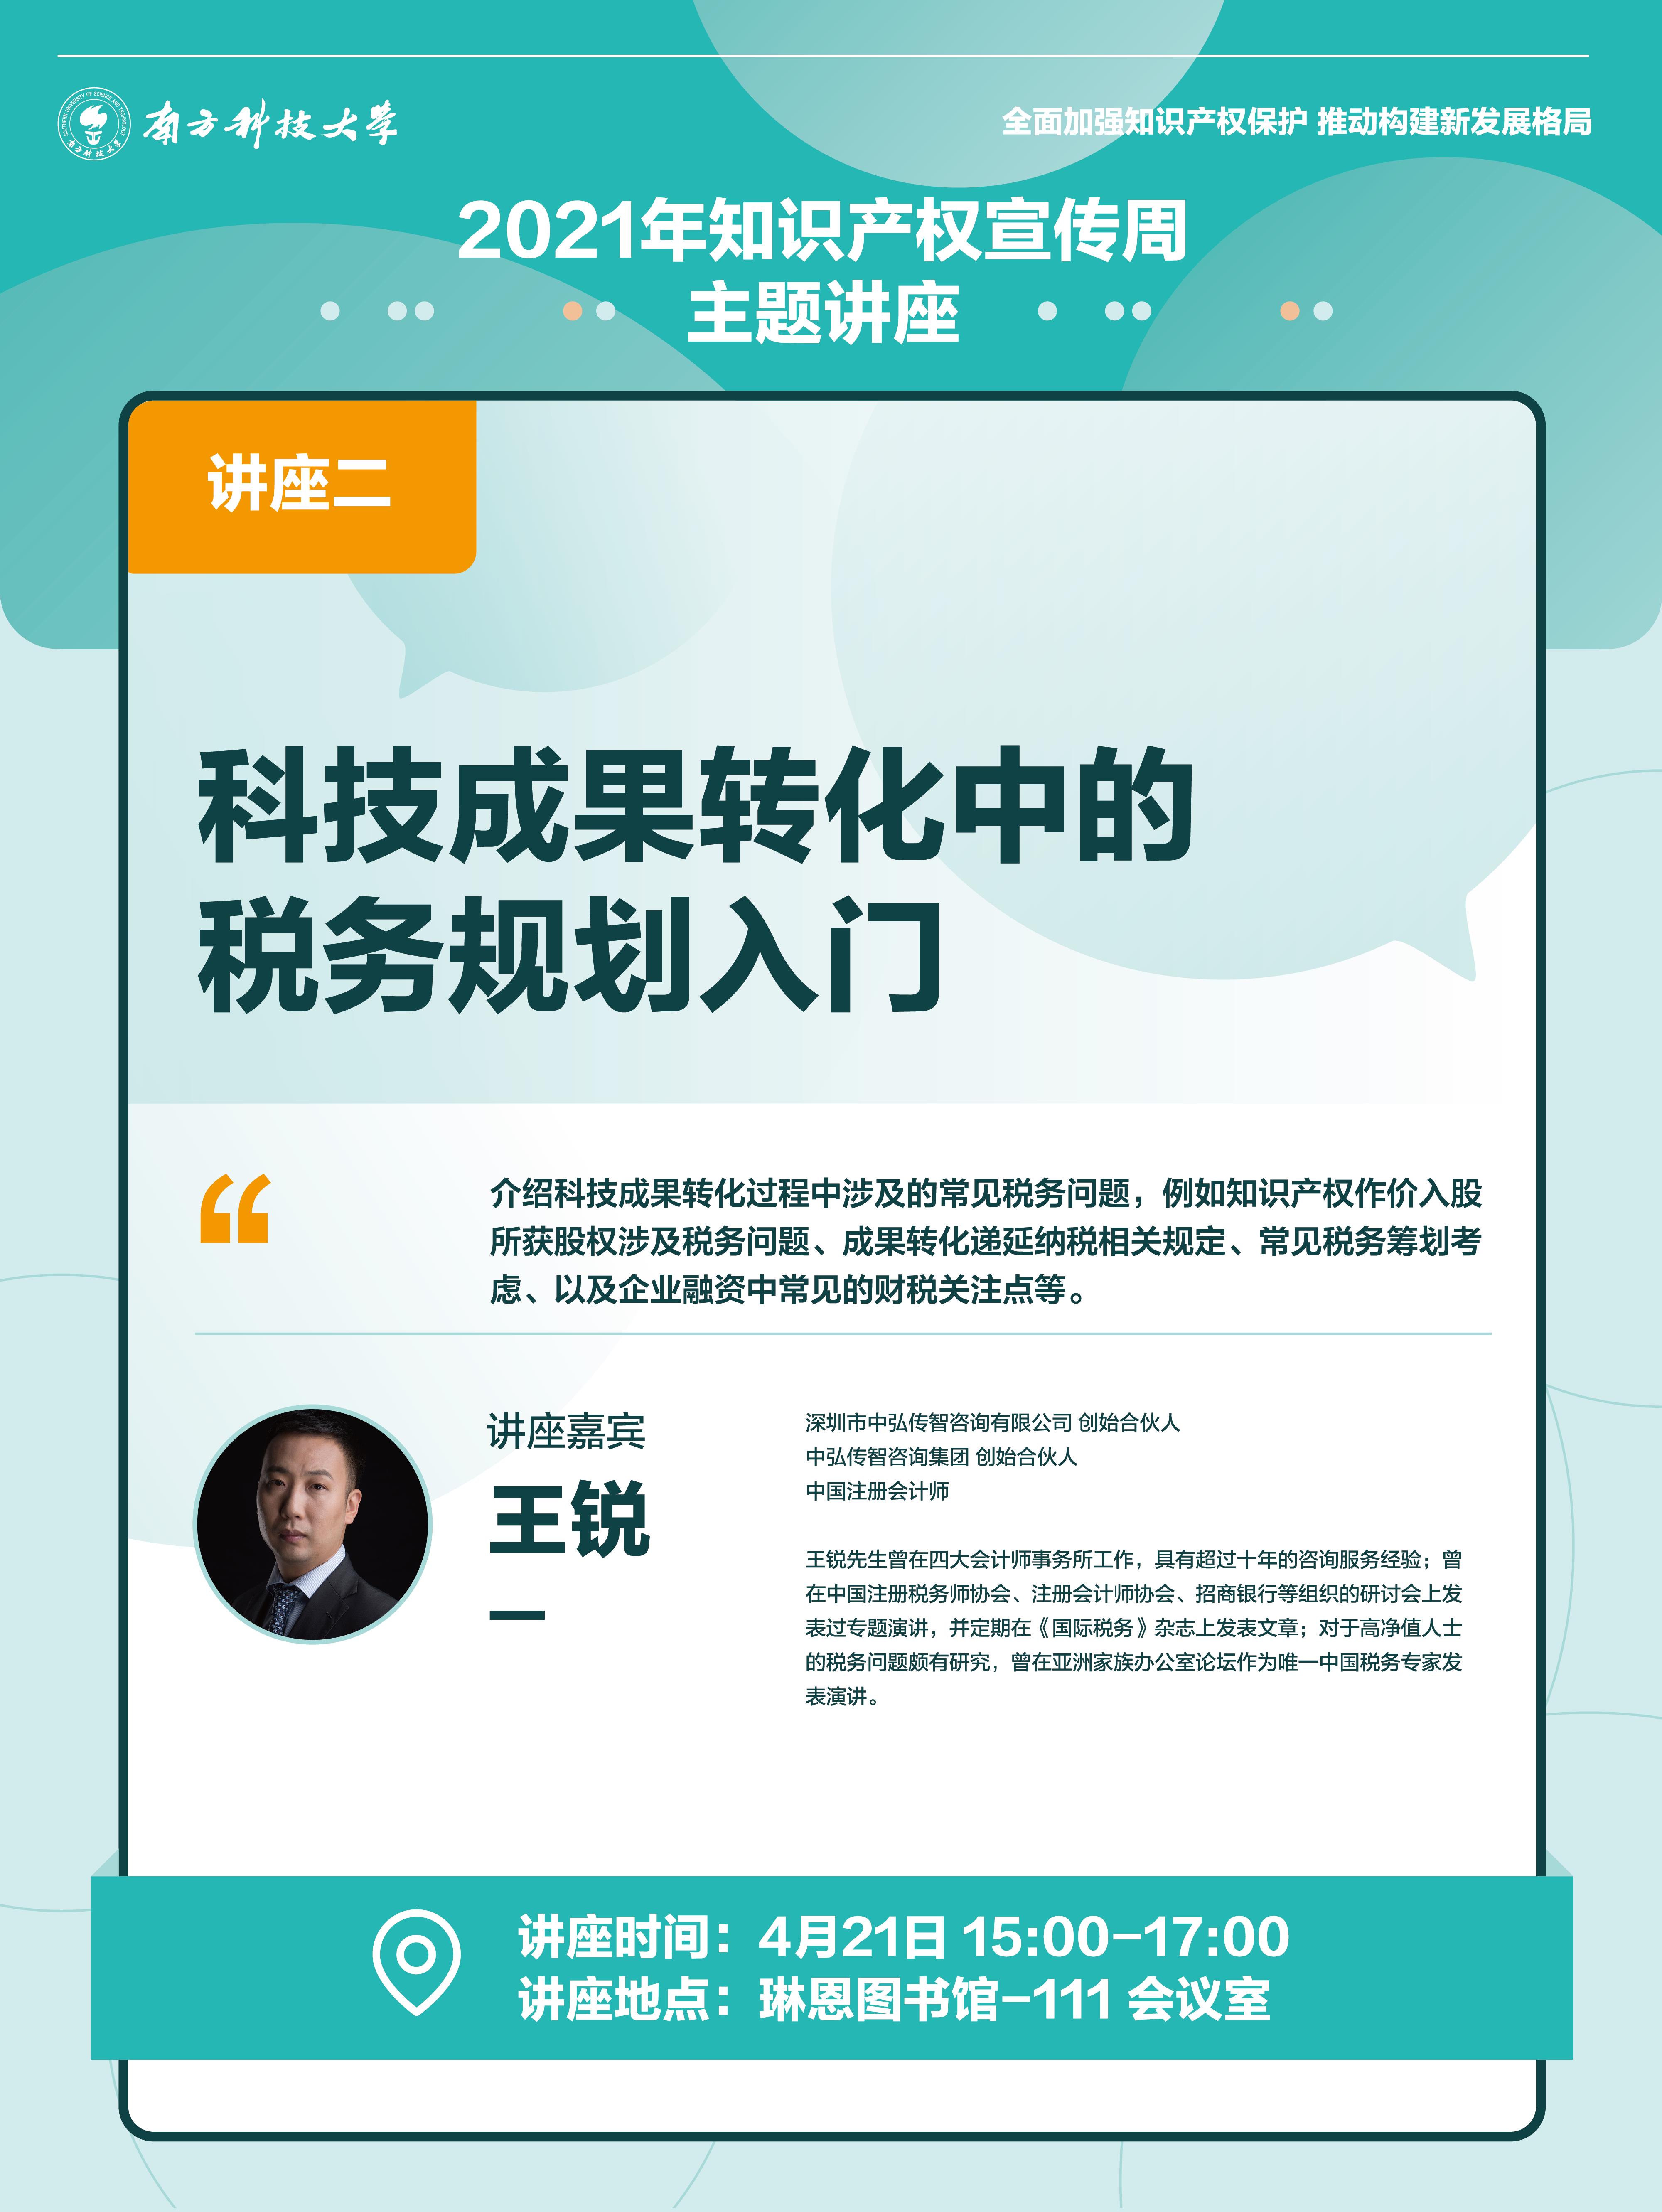 SOUTHERN UNIVERSITY OF SCIENCE AND TECHNOLOGY
南方科技大学
南方科技大学
全面加强知识产权保护 推动构建新发展格局
2021年知识产权宣传周
主题讲座
讲座二
科技成果转化中的
税务规划入门
“
介绍科技成果转化过程中涉及的常见税务问题，例如知识产权作价入股
所获股权涉及税务问题、成果转化递延纳税相关规定、常见税务筹划考
虑、以及企业融资中常见的财税关注点等。
讲座嘉宾
王锐
深圳市中弘传智咨询有限公司 创始合伙人
中弘传智咨询集团 创始合伙人
中国注册会计师
王锐先生曾在四大会计师事务所工作，具有超过十年的咨询服务经验；曾
在中国注册税务师协会、注册会计师协会、招商银行等组织的研讨会上发
表过专题演讲，并定期在《国际税务》杂志上发表文章；对于高净值人士
的税务问题颇有研究，曾在亚洲家族办公室论坛作为唯一中国税务专家发
表演讲。
讲座时间：4月21日 15:00–17:00
讲座地点：琳恩图书馆–111 会议室